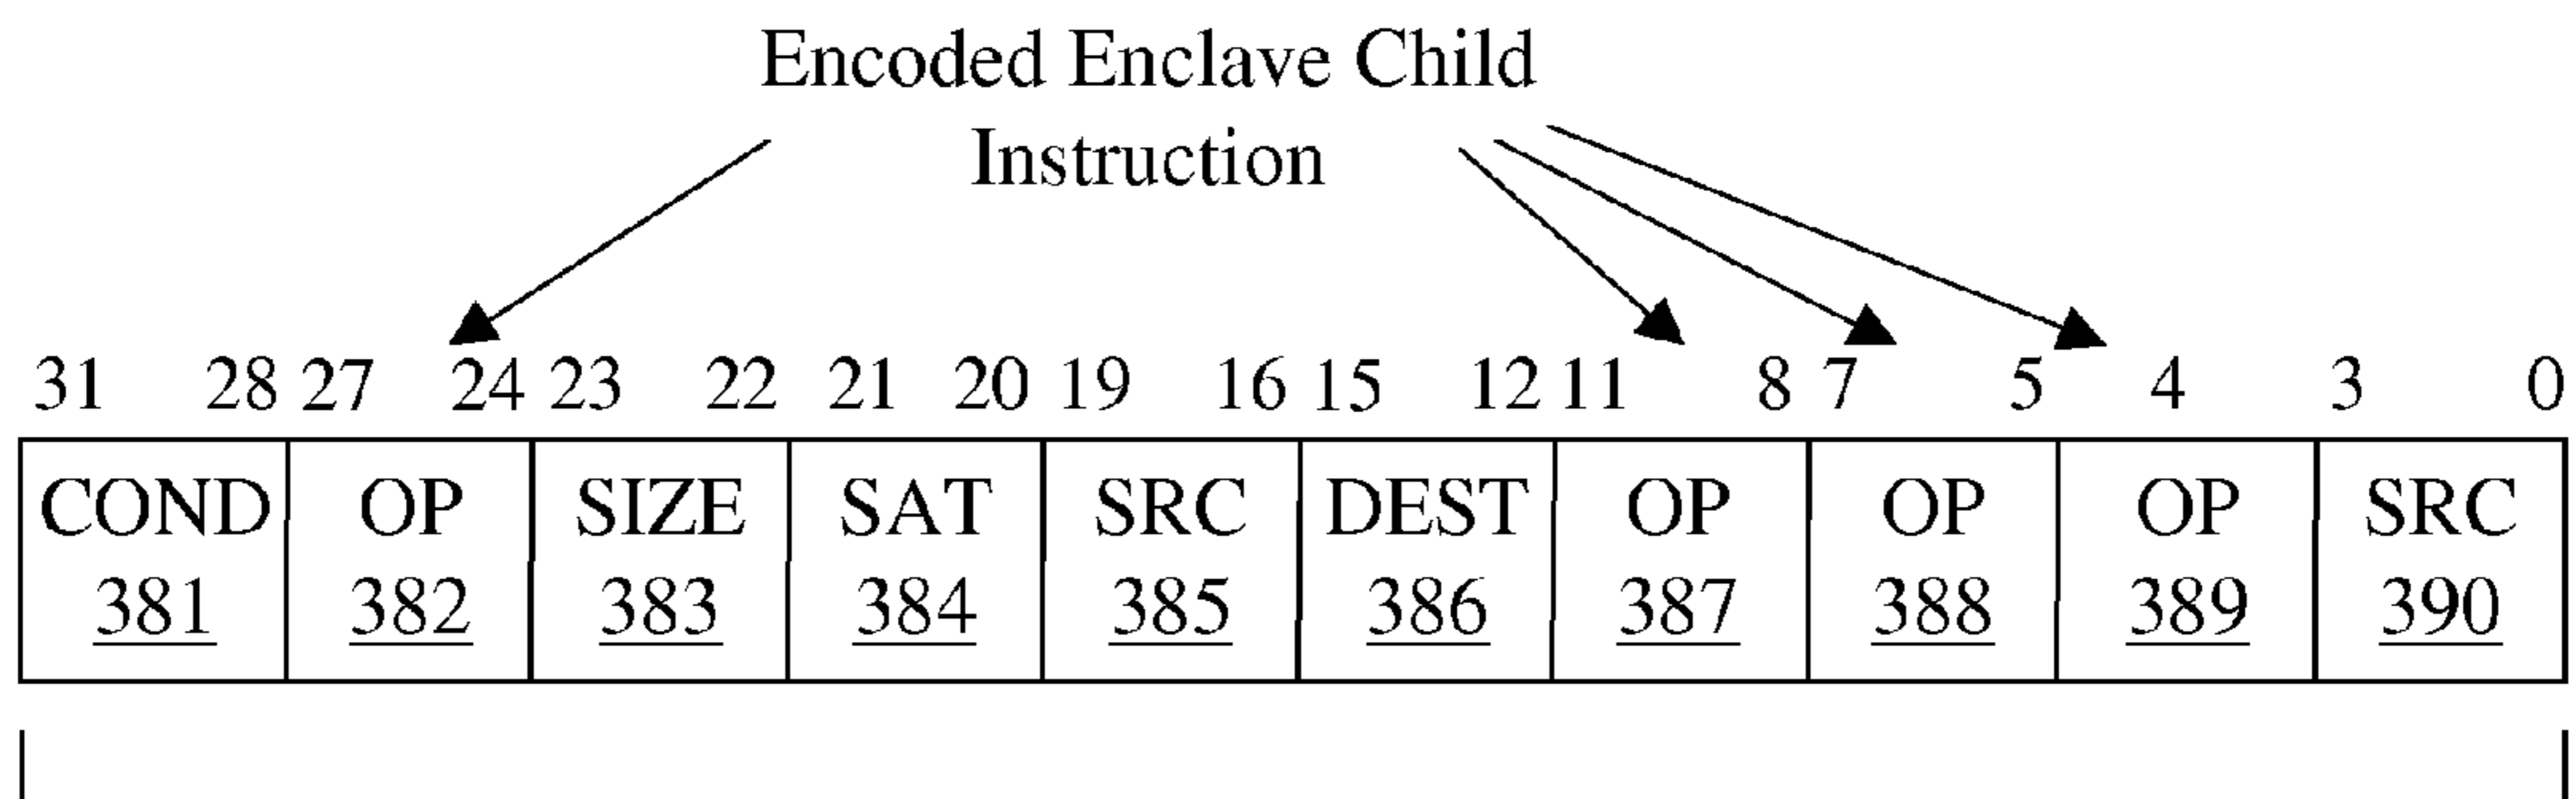 Encoded Enclave Child
Instruction
31 28 27 24 23 22 21 20 19 16 15 12 11 8 7 5 4 3 0
COND OP SIZE SAT SRC DEST OP OP OP SRC
381 382 383 384 385 386 387 388 389 390